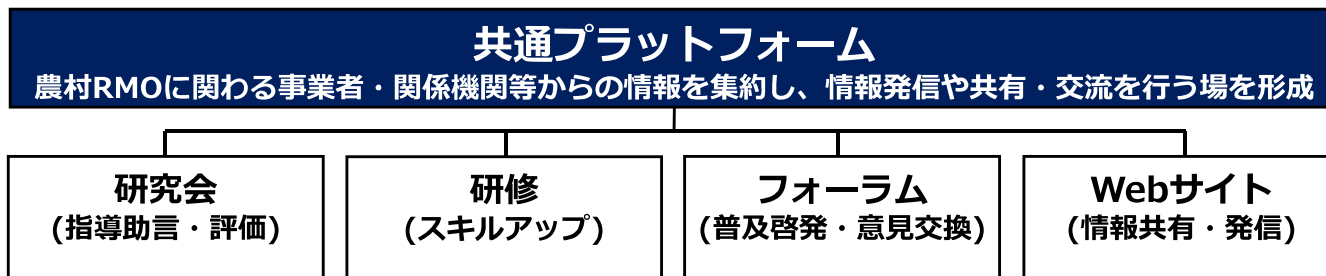 共通プラットフォーム
農村RMOに関わる事業者・関係機関等からの情報を集約し、情報発信や共有・交流を行う場を形成
研究会
(指導助言・評価)
研修
(スキルアップ)
フォーラム
(普及啓発・意見交換)
Webサイト
(情報共有・発信)